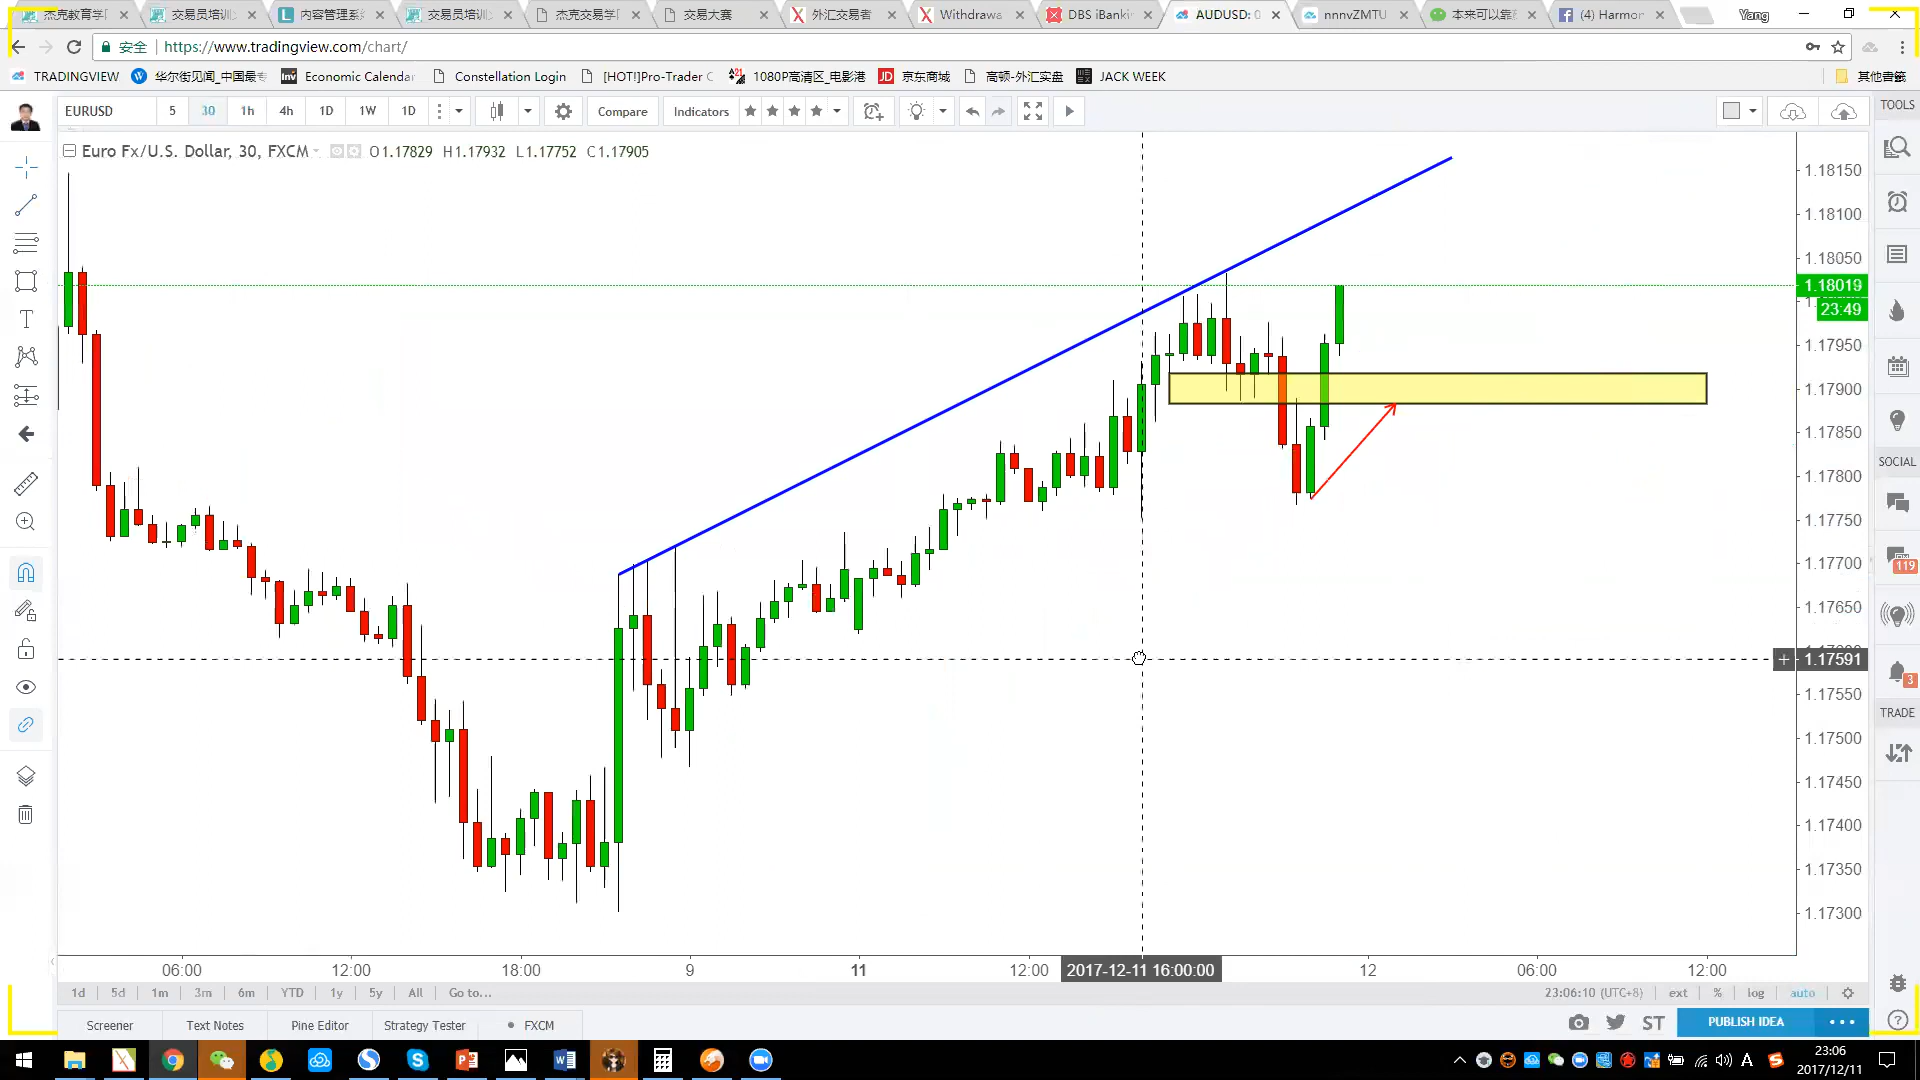 杰克教育学
交易员培训
内容管理系
交易员培训
杰克交易学
交易大赛
外汇交易者
Withdrawa
DBS iBanki
AUDUSD: 0
nnnvZMTU
本来可以靠
(4) Harmon
Yang
安全 https://www.tradingview.com/chart/
TRADINGVIEW
华尔街见闻_中国最专
Inv Economic Calendar
Constellation Login
[HOT!]Pro-Trader C
1080P高清区_电影港
JD 京东商城
高顿-外汇实盘
JACK WEEK
其他書籤
EURUSD 5 30 1h 4h 1D 1W 1D Compare Indicators TOOLS
Euro Fx/U.S. Dollar, 30, FXCM O1.17829 H1.17932 L1.17752 C1.17905
1.18150
1.18100
1.18050
1.18019
23:49
1.17950
1.17900
1.17850
1.17800
1.17750
1.17700
1.17650
1.17591
1.17550
1.17500
1.17450
1.17400
1.17350
1.17300
SOCIAL
119
3
TRADE
06:00 12:00 18:00 9 11 12:00 2017-12-11 16:00:00 12 06:00 12:00
1d 5d 1m 3m 6m YTD 1y 5y All Go to... 23:06:10 (UTC+8) ext % log auto
Screener Text Notes Pine Editor Strategy Tester FXCM ST PUBLISH IDEA
23:06
2017/12/11